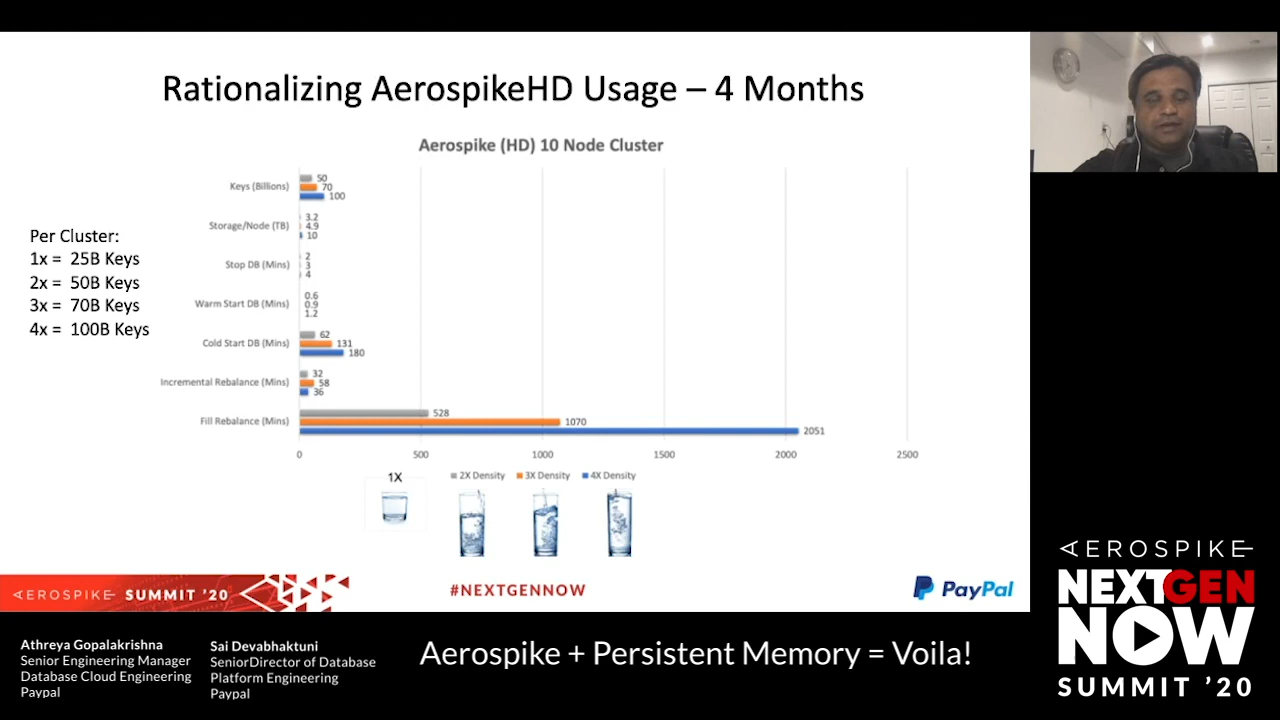 Rationalizing AerospikeHD Usage – 4 Months
Aerospike (HD) 10 Node Cluster
Per Cluster:
1x = 25B Keys
2x = 50B Keys
3x = 70B Keys
4x = 100B Keys
Keys (Billions)
50
70
100
Storage/Node (TB)
3.2
4.9
10
Stop DB (Mins)
2
3
4
Warm Start DB (Mins)
0.6
0.9
1.2
Cold Start DB (Mins)
62
131
180
Incremental Rebalance (Mins)
32
58
36
Fill Rebalance (Mins)
528
1070
2051
0 500 1000 1500 2000 2500
1X
2X Density 3X Density 4X Density
AEROSPIKE SUMMIT '20
#NEXTGENNOW
PayPal
Athreya Gopalakrishna
Senior Engineering Manager
Database Cloud Engineering
Paypal
Sai Devabhaktuni
SeniorDirector of Database
Platform Engineering
Paypal
Aerospike + Persistent Memory = Voila!
AEROSPIKE
NEXTGEN
NOW
SUMMIT '20